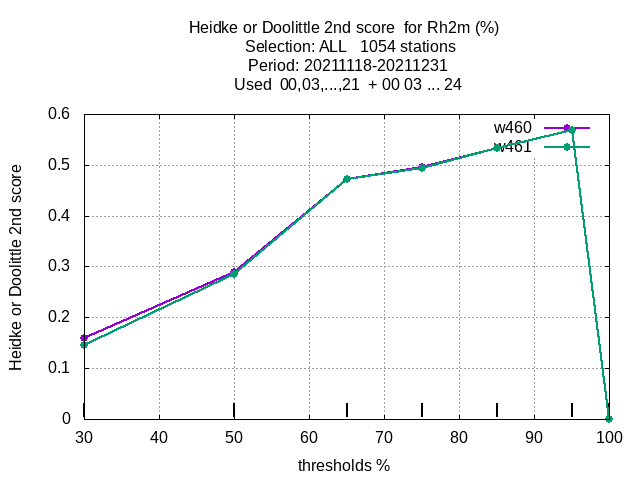 Heidke or Doolittle 2nd score  for Rh2m (%)
Selection: ALL   1054 stations
Period: 20211118-20211231
Used  00,03,...,21  + 00 03 ... 24
w460
w461
Heidke or Doolittle 2nd score
0.6
0.5
0.4
0.3
0.2
0.1
0
30 40 50 60 70 80 90 100
thresholds %